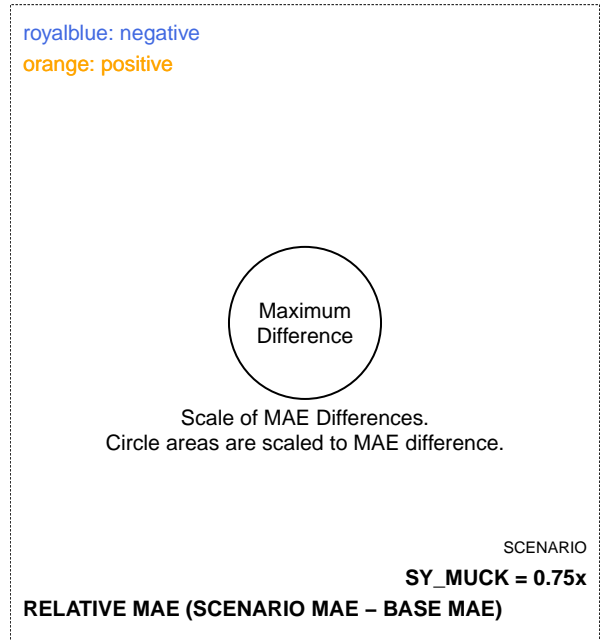 royalblue: negative
orange: positive
Maximum
Difference
Scale of MAE Differences.
Circle areas are scaled to MAE difference.
SCENARIO
SY_MUCK = 0.75x
RELATIVE MAE (SCENARIO MAE – BASE MAE)